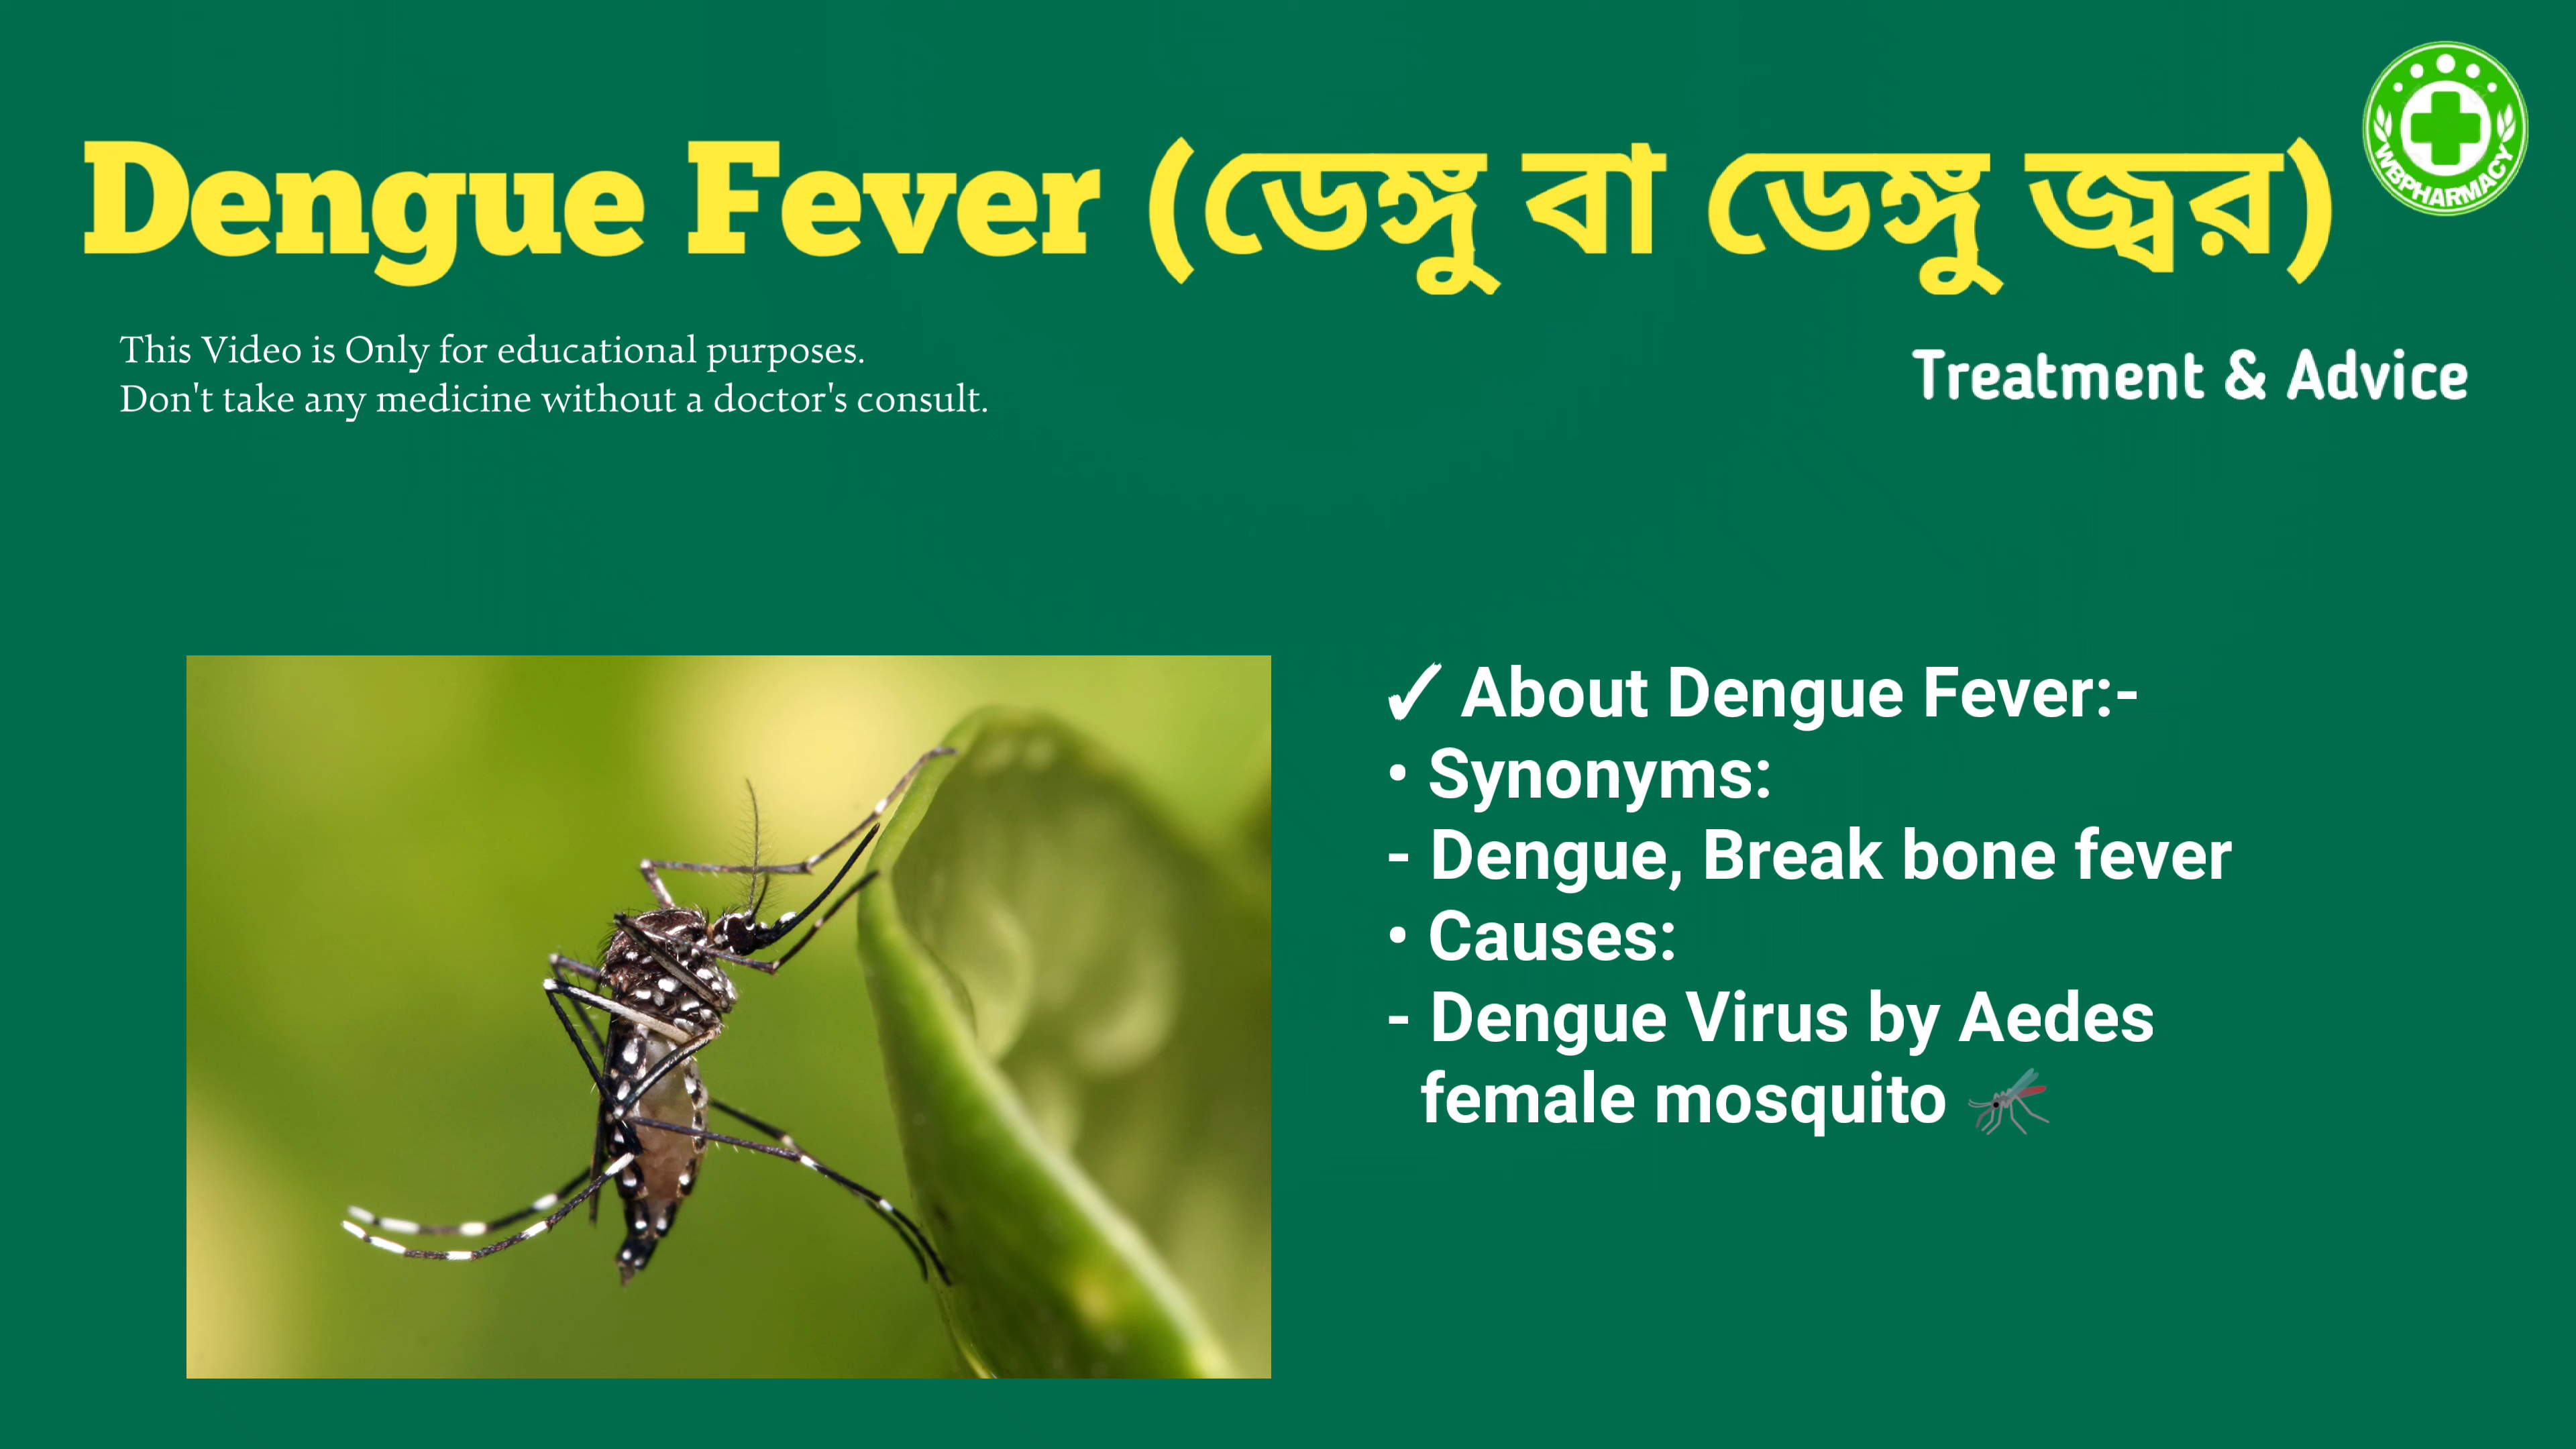 Dengue Fever (ডেঙ্গু বা ডেঙ্গু জ্বর)
WBPHARMACY
This Video is Only for educational purposes.
Don't take any medicine without a doctor's consult.
Treatment & Advice
✓ About Dengue Fever:-
• Synonyms:
- Dengue, Break bone fever
• Causes:
- Dengue Virus by Aedes
female mosquito 🦟